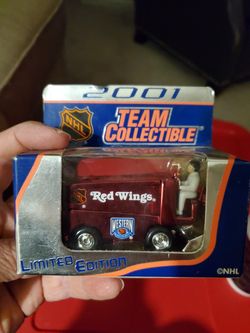 2001
NHL
TEAM
COLLECTIBLE
Red Wings
WESTERN
LIMITED EDITION
©NHL